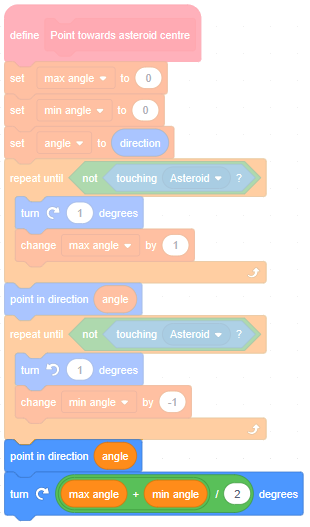 define Point towards asteroid centre
set max angle to 0
set min angle to 0
set angle to direction
repeat until not touching Asteroid ?
turn 1 degrees
change max angle by 1
point in direction angle
repeat until not touching Asteroid ?
turn 1 degrees
change min angle by -1
point in direction angle
turn max angle + min angle / 2 degrees